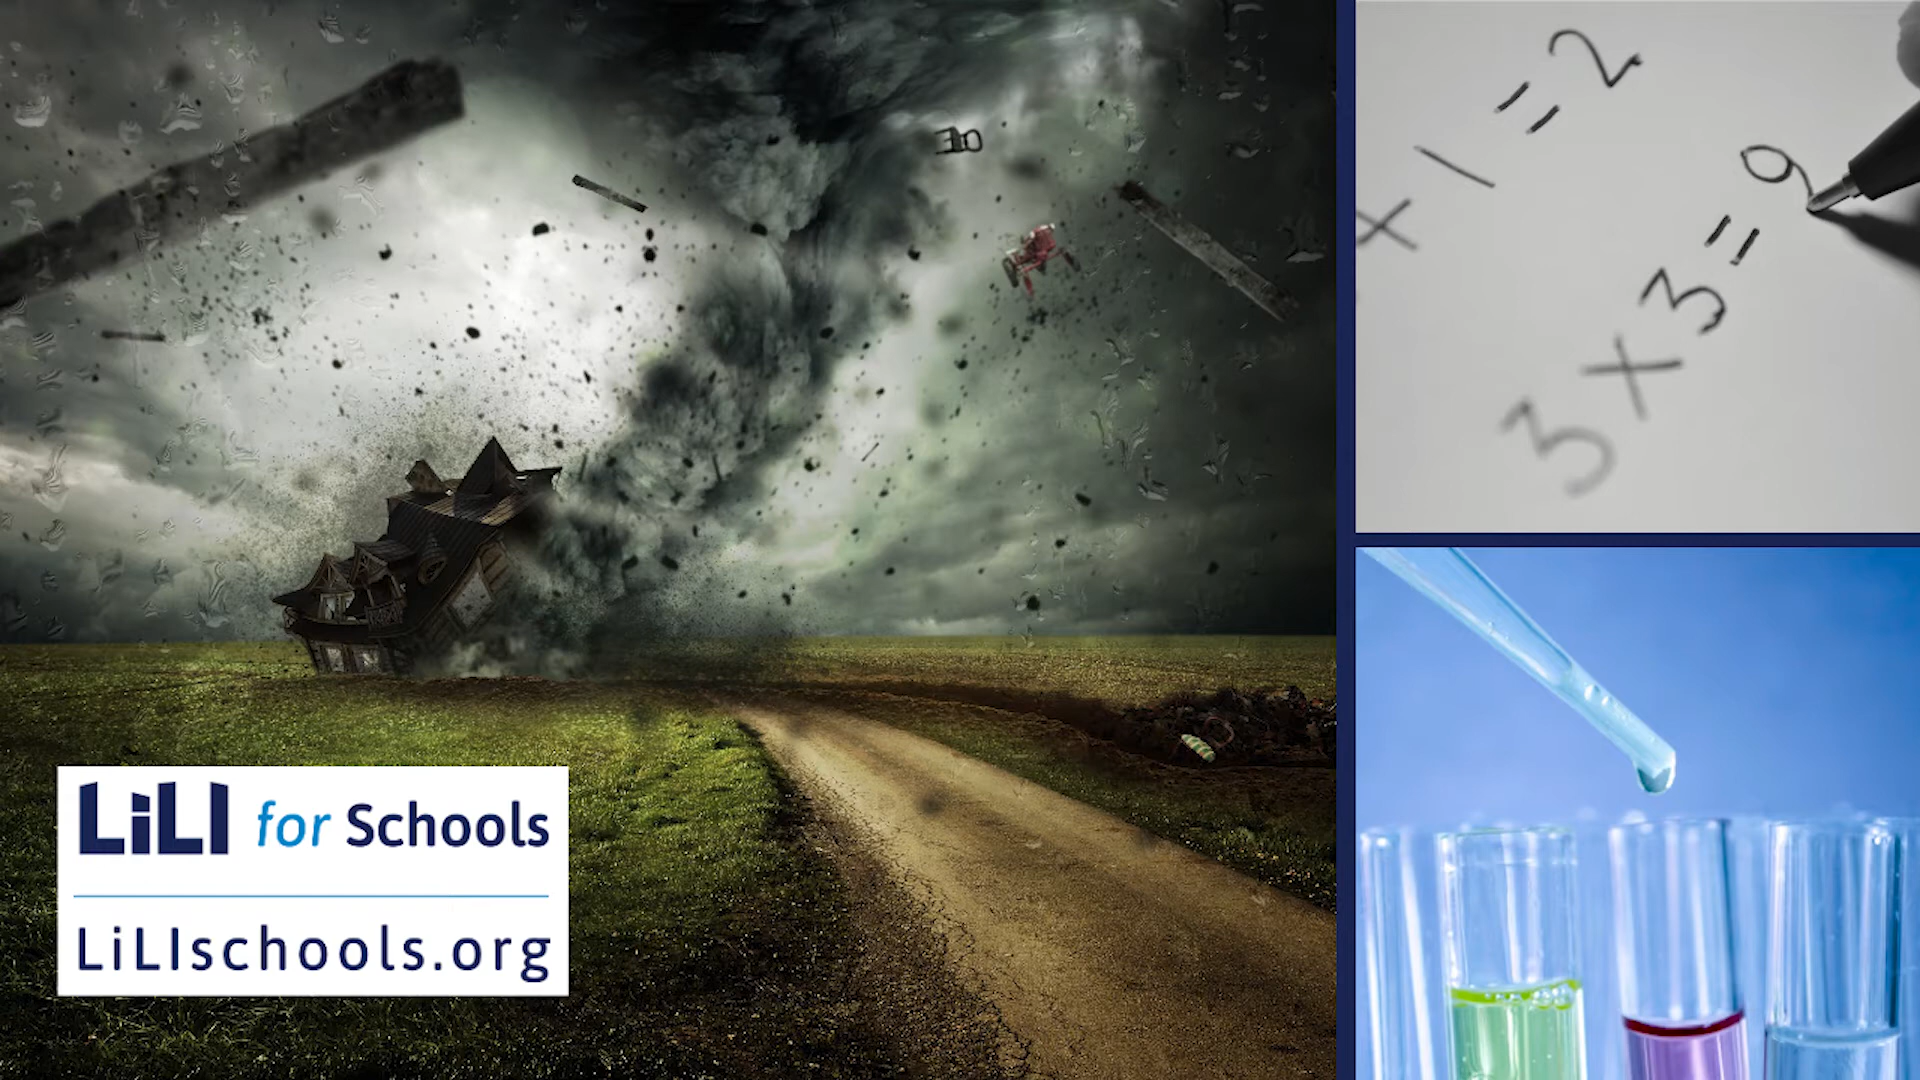 LiLI for Schools
LiLIschools.org
× 1 = 2
3 × 3 = 9